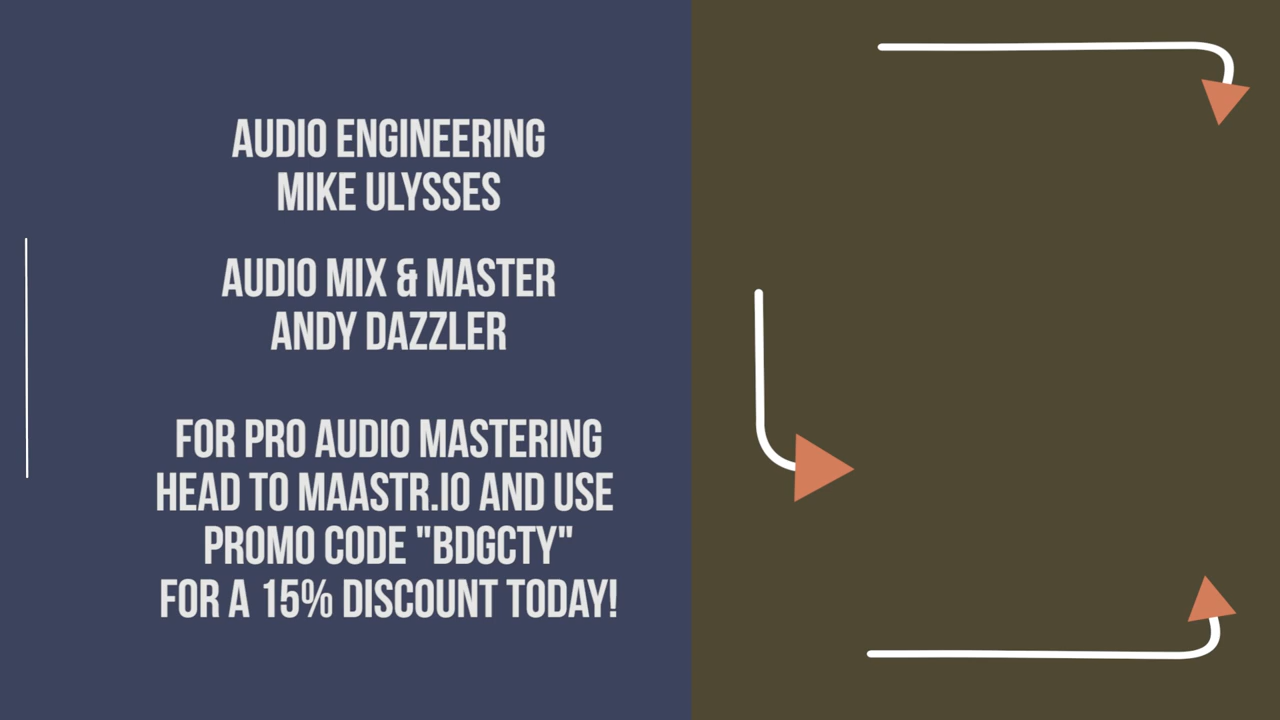 AUDIO ENGINEERING
MIKE ULYSSES
AUDIO MIX & MASTER
ANDY DAZZLER
FOR PRO AUDIO MASTERING
HEAD TO MAASTR.IO AND USE
PROMO CODE "BDGCTY"
FOR A 15% DISCOUNT TODAY!